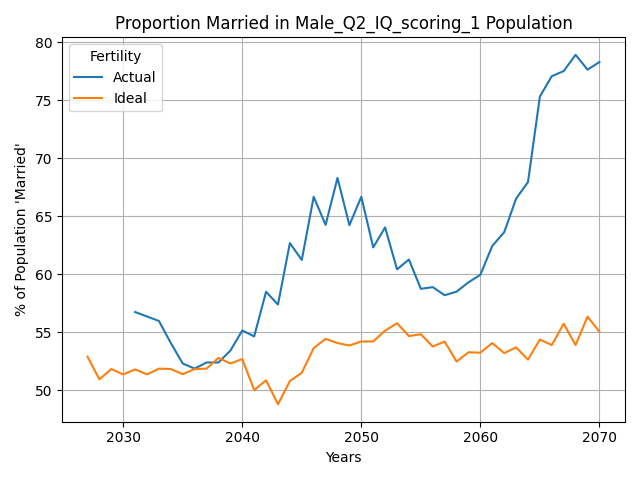 Proportion Married in Male_Q2_IQ_scoring_1 Population
Fertility
Actual
Ideal
% of Population 'Married'
80
75
70
65
60
55
50
2030
2040
2050
2060
2070
Years